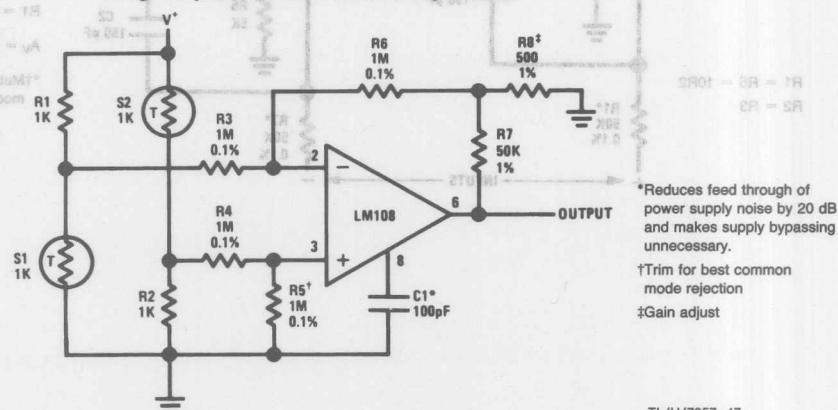 V+
R1
1K
S2
1K
T
R3
1M
0.1%
R6
1M
0.1%
R8‡
500
1%
R7
50K
1%
2
–
LM108
6
OUTPUT
3
+
8
S1
1K
T
R4
1M
0.1%
R2
1K
R5†
1M
0.1%
C1*
100pF
*Reduces feed through of
power supply noise by 20 dB
and makes supply bypassing
unnecessary.
†Trim for best common
mode rejection
‡Gain adjust